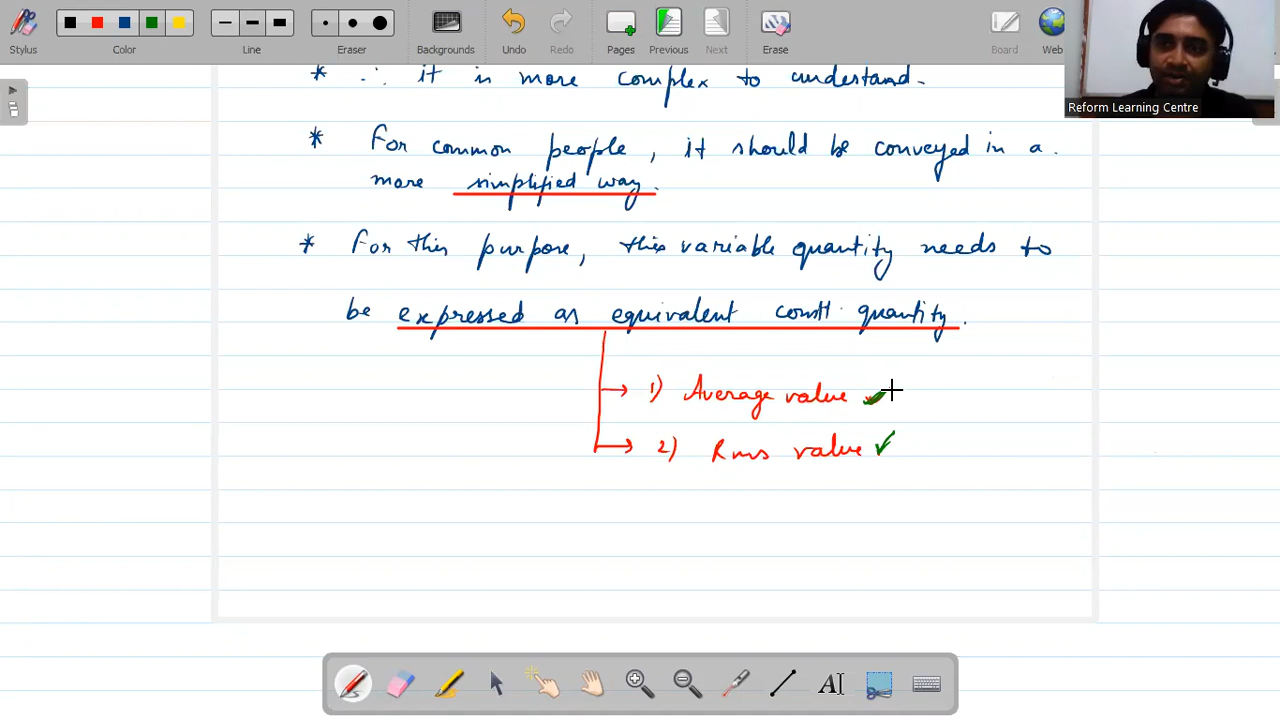 Stylus
Color
Line
Eraser
Backgrounds
Undo
Redo
Pages
Previous
Next
Erase
Board
Web
Reform Learning Centre
* ∴ it is more complex to understand.
* For common people, it should be conveyed in a
more simplified way.
* For this purpose, this variable quantity needs to
be expressed as equivalent constt. quantity.
→ 1) Average value ✓
→ 2) Rms value ✓